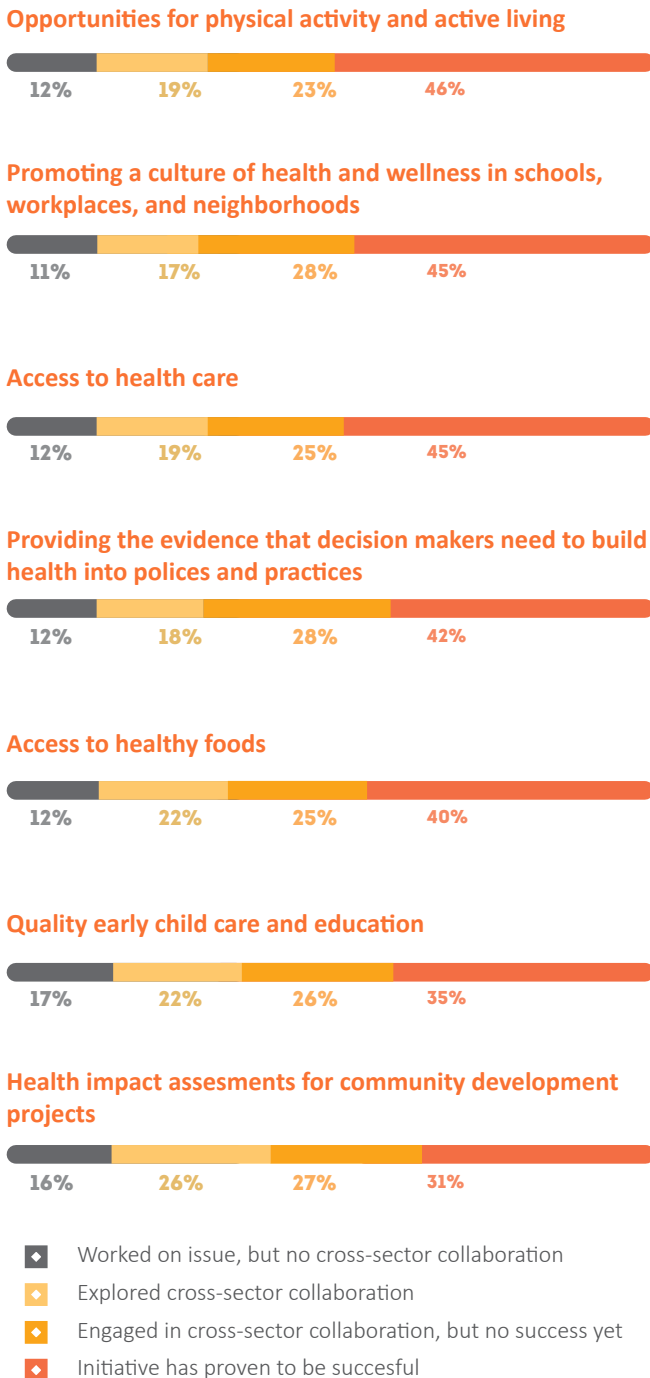 Opportunities for physical activity and active living
12% 19% 23% 46%
Promoting a culture of health and wellness in schools,
workplaces, and neighborhoods
11% 17% 28% 45%
Access to health care
12% 19% 25% 45%
Providing the evidence that decision makers need to build
health into polices and practices
12% 18% 28% 42%
Access to healthy foods
12% 22% 25% 40%
Quality early child care and education
17% 22% 26% 35%
Health impact assesments for community development
projects
16% 26% 27% 31%
Worked on issue, but no cross-sector collaboration
Explored cross-sector collaboration
Engaged in cross-sector collaboration, but no success yet
Initiative has proven to be succesful